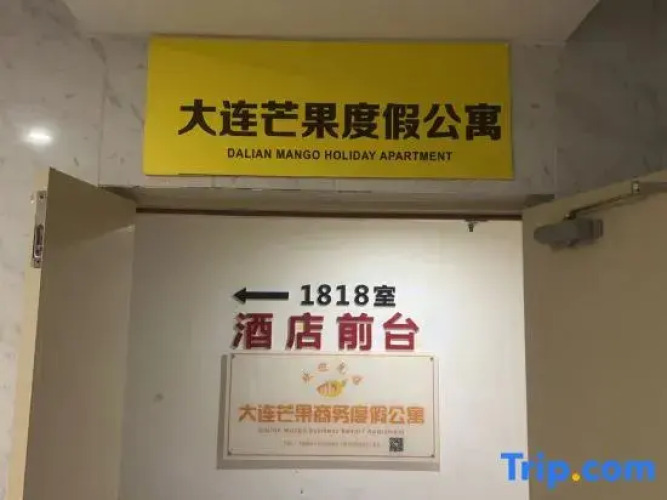 大连芒果度假公寓
DALIAN MANGO HOLIDAY APARTMENT
← 1818室
酒店前台
大连芒果商务度假公寓
Trip.com